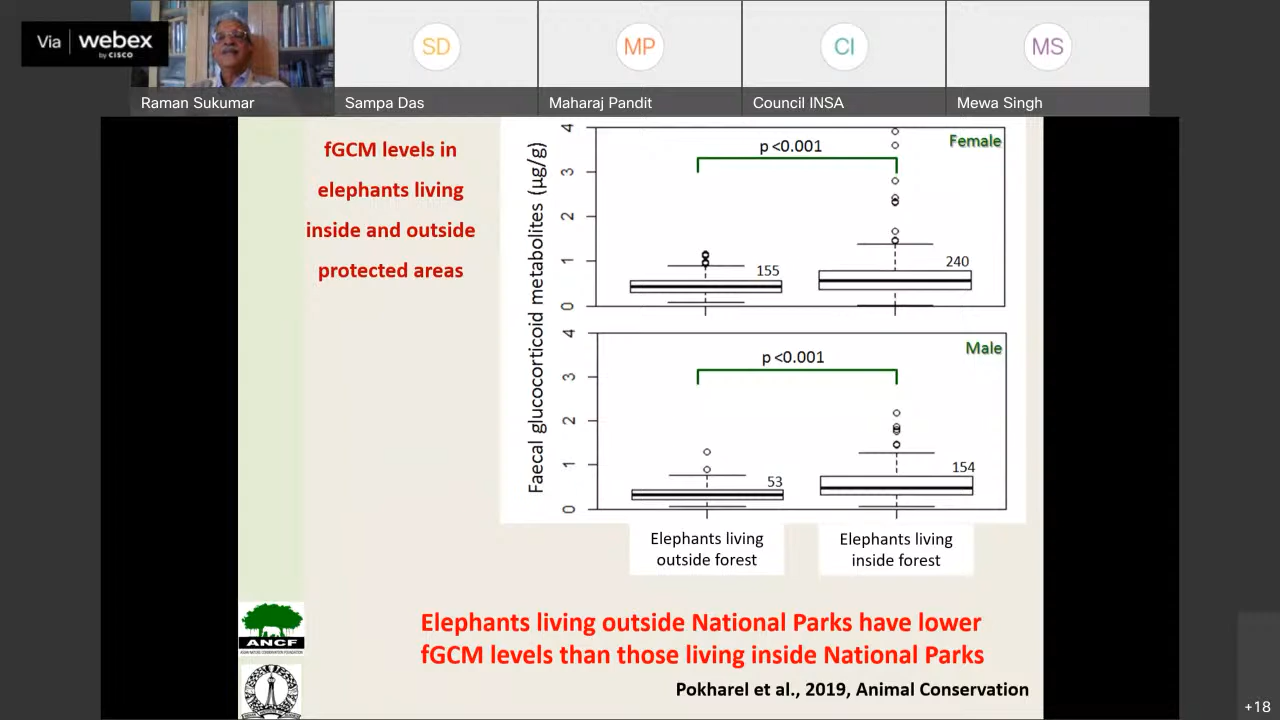 Via webex
by CISCO
SD
MP
CI
MS
Raman Sukumar
Sampa Das
Maharaj Pandit
Council INSA
Mewa Singh
fGCM levels in
elephants living
inside and outside
protected areas
Faecal glucocorticoid metabolites (µg/g)
4
3
2
1
0
p <0.001
Female
155
240
4
3
2
1
0
p <0.001
Male
53
154
Elephants living
outside forest
Elephants living
inside forest
Elephants living outside National Parks have lower
fGCM levels than those living inside National Parks
Pokharel et al., 2019, Animal Conservation
ANCF
ASIAN NATURE CONSERVATION FOUNDATION
+18